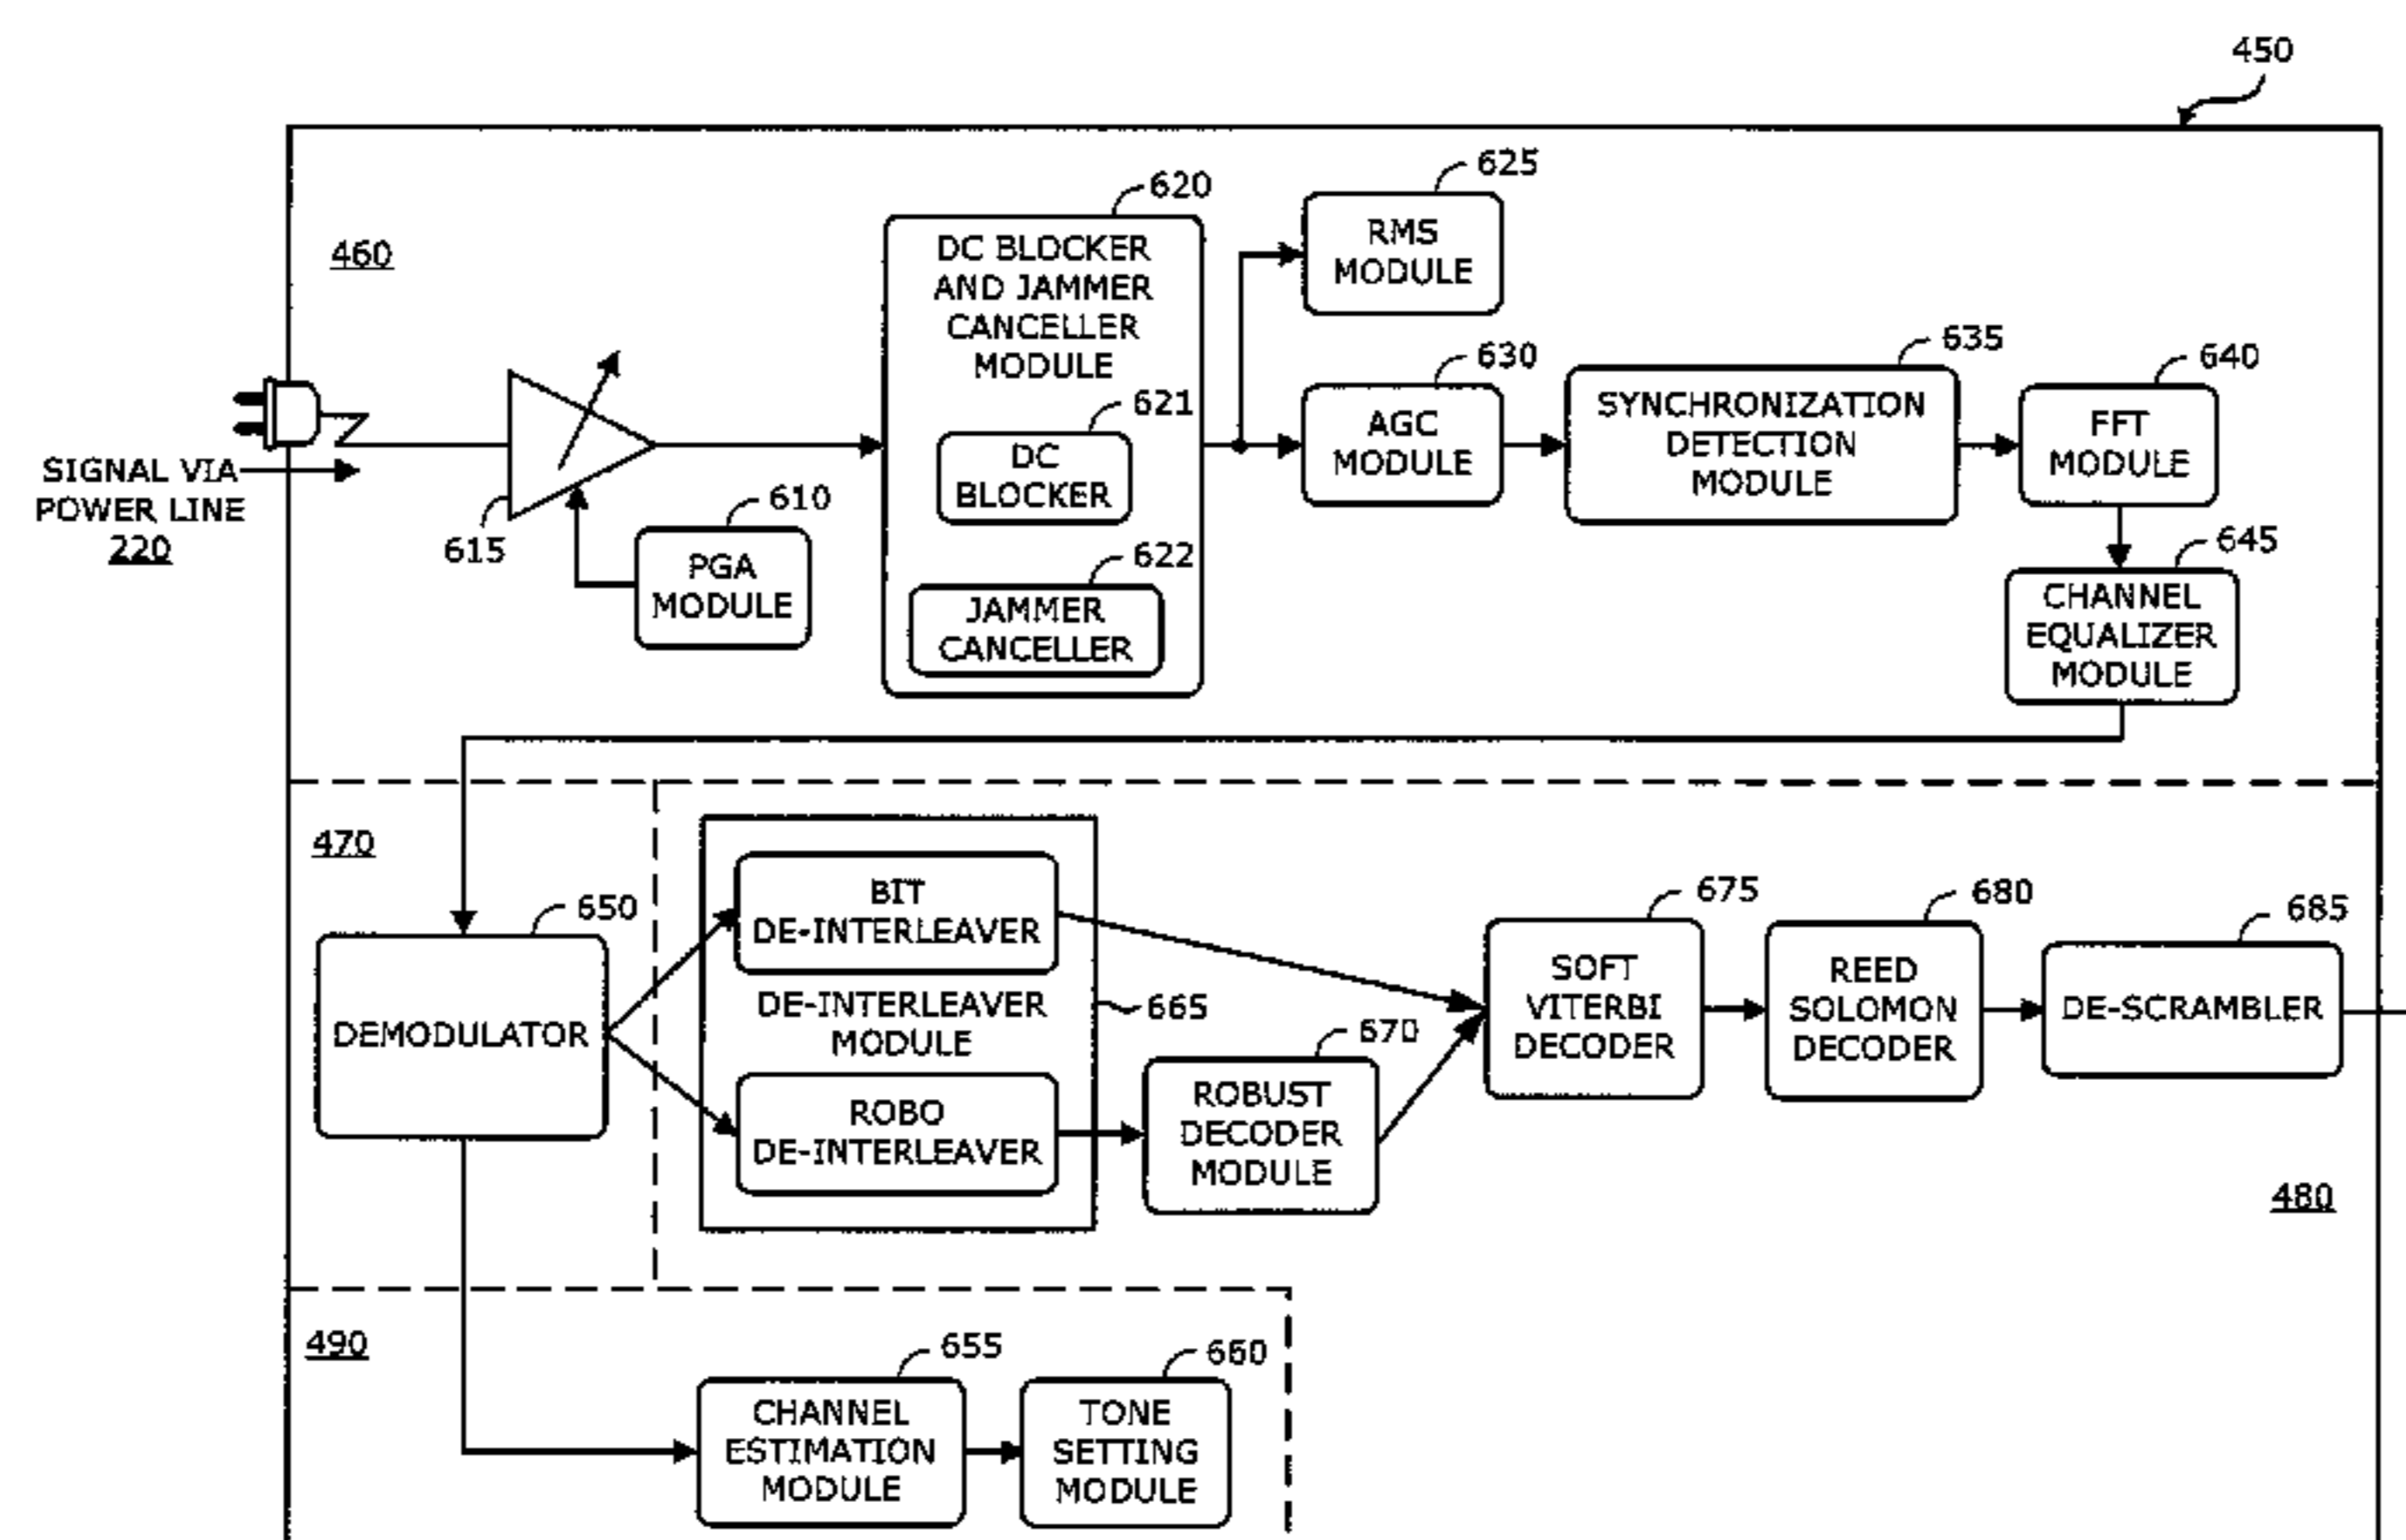 450
460
620
625
DC BLOCKER
AND JAMMER
CANCELLER
MODULE
RMS
MODULE
621
DC
BLOCKER
622
JAMMER
CANCELLER
630
AGC
MODULE
635
SYNCHRONIZATION
DETECTION
MODULE
640
FFT
MODULE
SIGNAL VIA
POWER LINE
220
615
610
PGA
MODULE
645
CHANNEL
EQUALIZER
MODULE
470
650
DEMODULATOR
BIT
DE-INTERLEAVER
DE-INTERLEAVER
MODULE
665
ROBO
DE-INTERLEAVER
670
ROBUST
DECODER
MODULE
675
SOFT
VITERBI
DECODER
680
REED
SOLOMON
DECODER
685
DE-SCRAMBLER
480
490
655
CHANNEL
ESTIMATION
MODULE
660
TONE
SETTING
MODULE